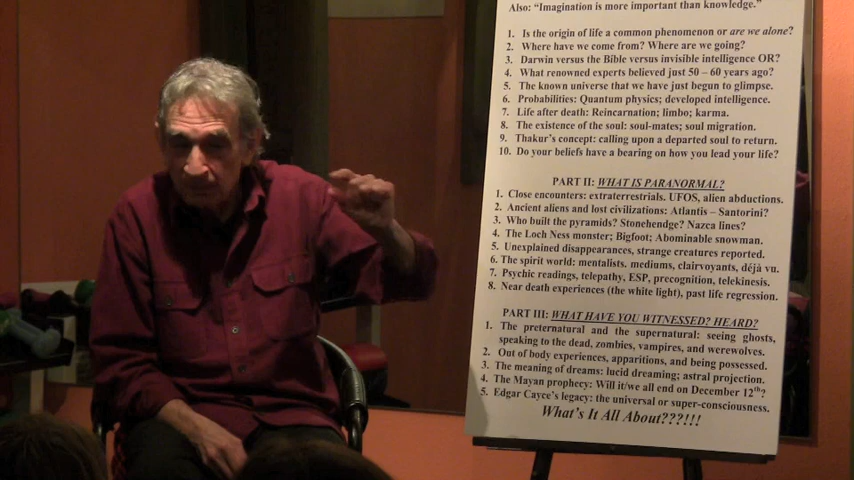 Also: “Imagination is more important than knowledge.”
1. Is the origin of life a common phenomenon or are we alone?
2. Where have we come from? Where are we going?
3. Darwin versus the Bible versus invisible intelligence OR?
4. What renowned experts believed just 50 – 60 years ago?
5. The known universe that we have just begun to glimpse.
6. Probabilities: Quantum physics; developed intelligence.
7. Life after death: Reincarnation; limbo; karma.
8. The existence of the soul: soul-mates; soul migration.
9. Thakur's concept: calling upon a departed soul to return.
10. Do your beliefs have a bearing on how you lead your life?
PART II: WHAT IS PARANORMAL?
1. Close encounters: extraterrestrials. UFOS, alien abductions.
2. Ancient aliens and lost civilizations: Atlantis – Santorini?
3. Who built the pyramids? Stonehendge? Nazca lines?
4. The Loch Ness monster; Bigfoot; Abominable snowman.
5. Unexplained disappearances, strange creatures reported.
6. The spirit world: mentalists. mediums, clairvoyants, déjà vu.
7. Psychic readings, telepathy, ESP, precognition, telekinesis.
8. Near death experiences (the white light), past life regression.
PART III: WHAT HAVE YOU WITNESSED? HEARD?
1. The preternatural and the supernatural: seeing ghosts,
speaking to the dead, zombies, vampires, and werewolves.
2. Out of body experiences, apparitions, and being possessed.
3. The meaning of dreams: lucid dreaming; astral projection.
4. The Mayan prophecy: Will it/we all end on December 12th?
5. Edgar Cayce's legacy: the universal or super-consciousness.
What's It All About???!!!